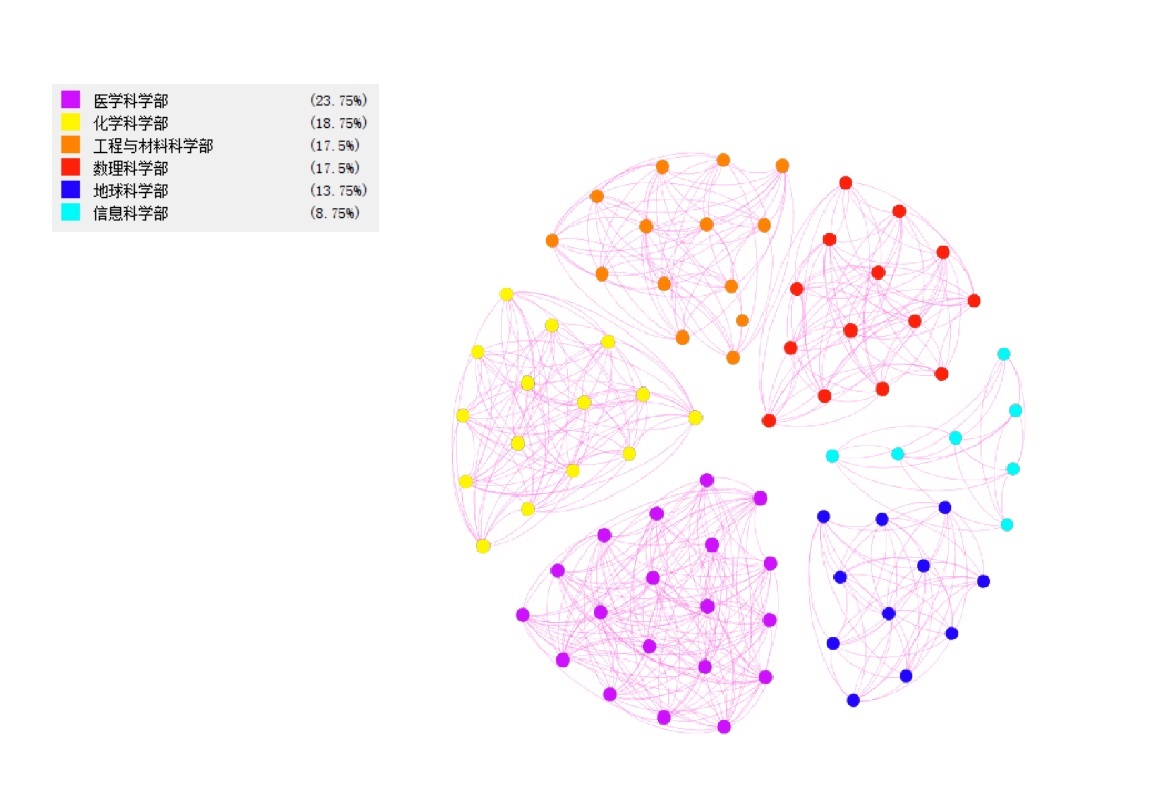 医学科学部 (23.75%)
化学科学部 (18.75%)
工程与材料科学部 (17.5%)
数理科学部 (17.5%)
地球科学部 (13.75%)
信息科学部 (8.75%)